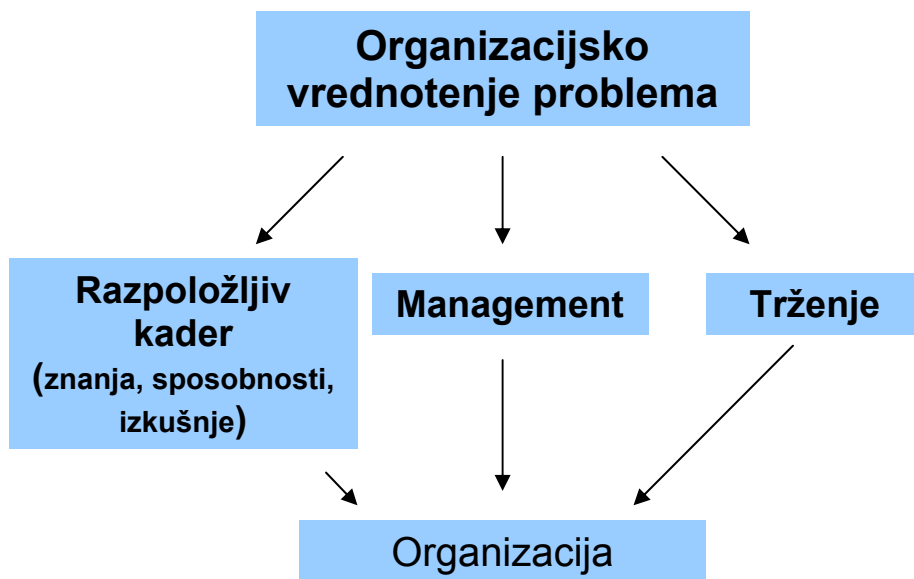 Organizacijsko
vrednotenje problema
Razpoložljiv
kader
(znanja, sposobnosti,
izkušnje)
Management
Trženje
Organizacija